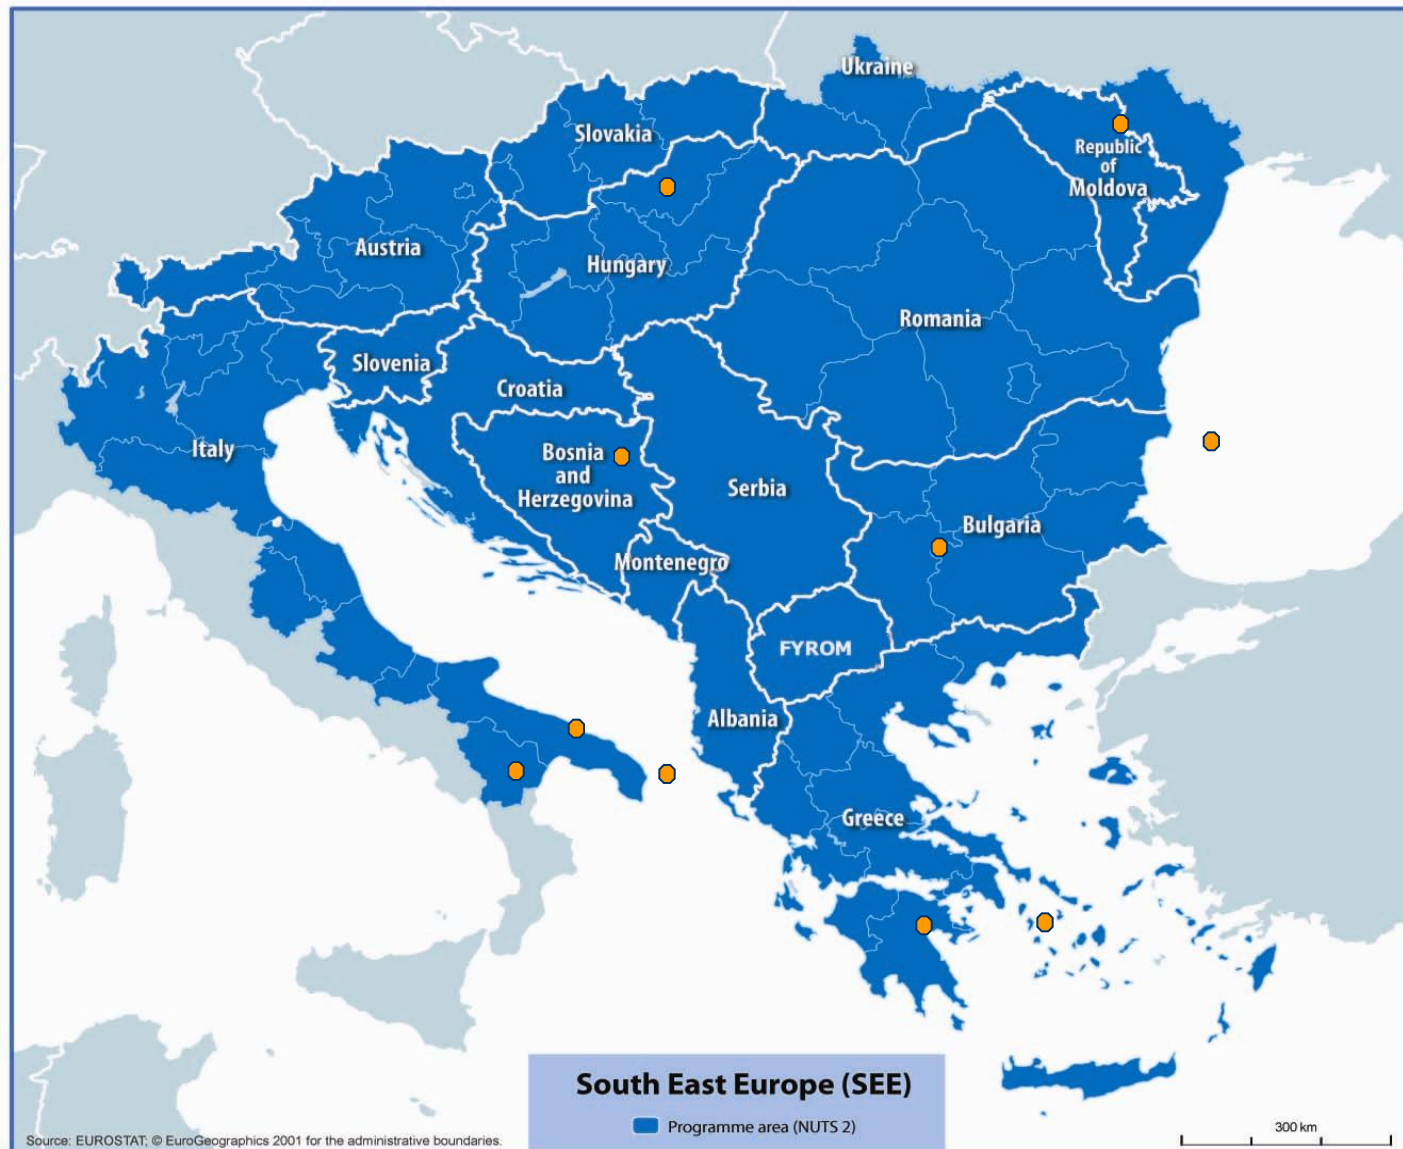 Ukraine
Slovakia
Republic
of
Moldova
Austria
Hungary
Romania
Slovenia
Croatia
Italy
Bosnia
and
Herzegovina
Serbia
Bulgaria
Montenegro
FYROM
Albania
Greece
South East Europe (SEE)
Programme area (NUTS 2)
Source: EUROSTAT; © EuroGeographics 2001 for the administrative boundaries.
300 km